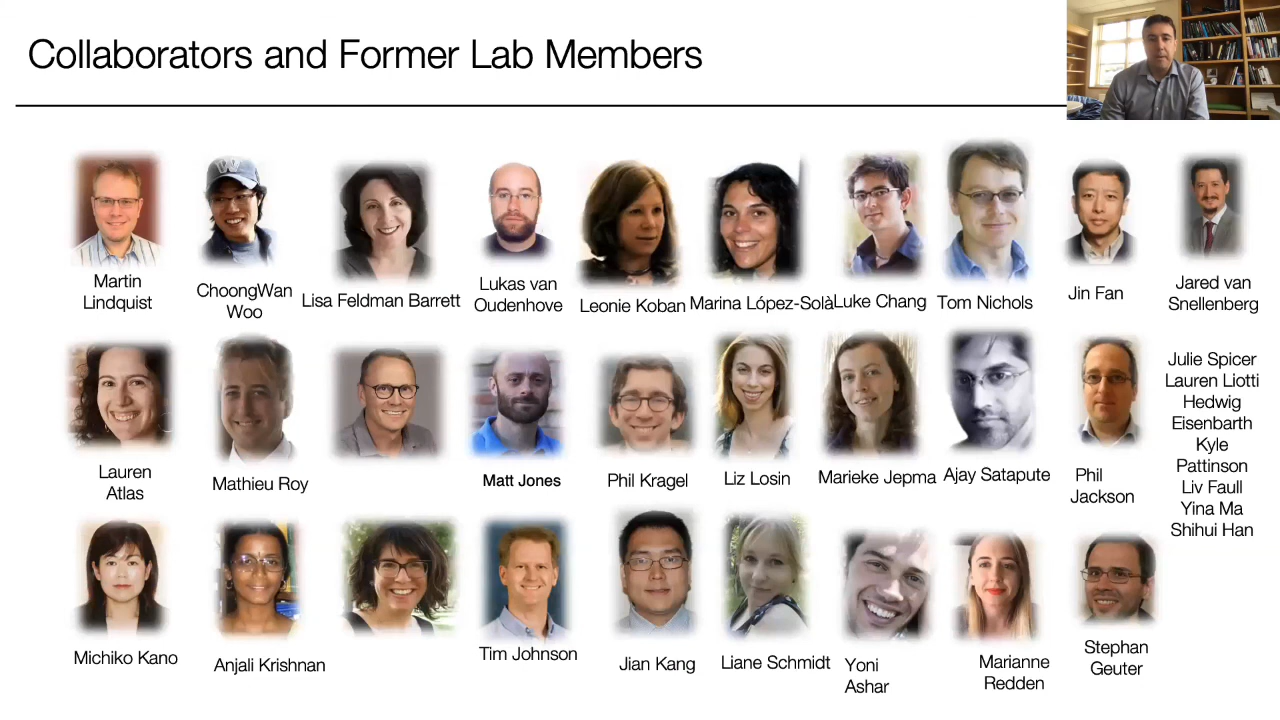 Collaborators and Former Lab Members
Martin
Lindquist
ChoongWan
Woo
Lisa Feldman Barrett
Lukas van
Oudenhove
Leonie Koban
Marina López-Solà
Luke Chang
Tom Nichols
Jin Fan
Jared van
Snellenberg
Lauren
Atlas
Mathieu Roy
Matt Jones
Phil Kragel
Liz Losin
Marieke Jepma
Ajay Satapute
Phil
Jackson
Julie Spicer
Lauren Liotti
Hedwig
Eisenbarth
Kyle
Pattinson
Liv Faull
Yina Ma
Shihui Han
Michiko Kano
Anjali Krishnan
Tim Johnson
Jian Kang
Liane Schmidt
Yoni
Ashar
Marianne
Redden
Stephan
Geuter